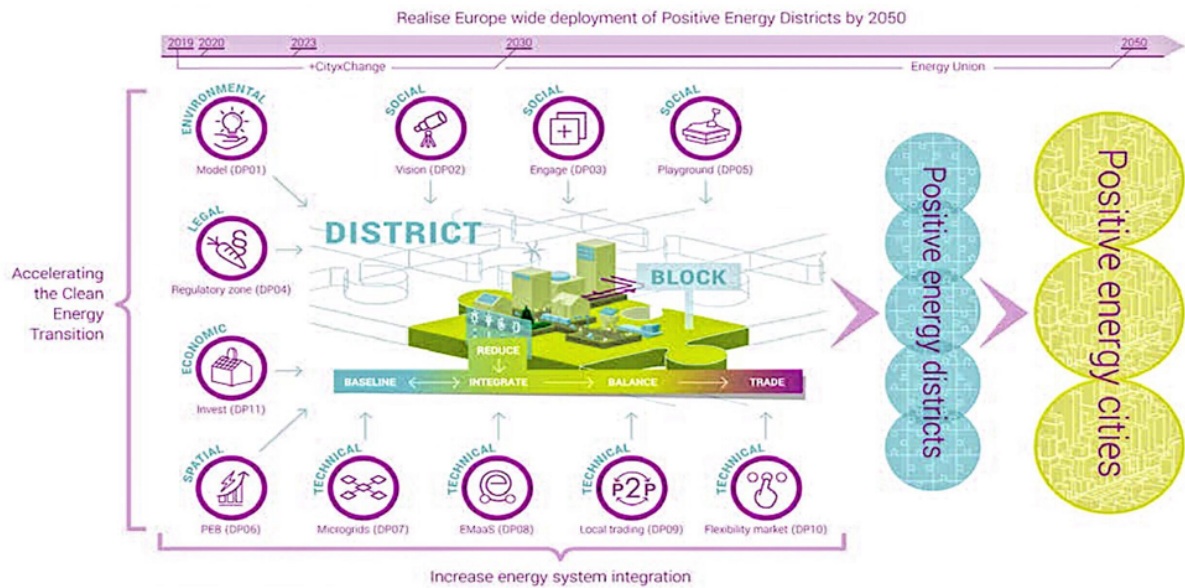 Realise Europe wide deployment of Positive Energy Districts by 2050
2019 2020 2023 2030 2050
+CityxChange Energy Union
ENVIRONMENTAL
Model (DP01)
SOCIAL
Vision (DP02)
SOCIAL
Engage (DP03)
SOCIAL
Playground (DP05)
LEGAL
Regulatory zone (DP04)
DISTRICT
BLOCK
Accelerating
the Clean
Energy
Transition
ECONOMIC
Invest (DP11)
REDUCE
BASELINE INTEGRATE BALANCE TRADE
SPATIAL
PEB (DP06)
TECHNICAL
Microgrids (DP07)
TECHNICAL
e
EMaaS (DP08)
TECHNICAL
P2P
Local trading (DP09)
TECHNICAL
Flexibility market (DP10)
Increase energy system integration
Positive energy districts
Positive energy cities